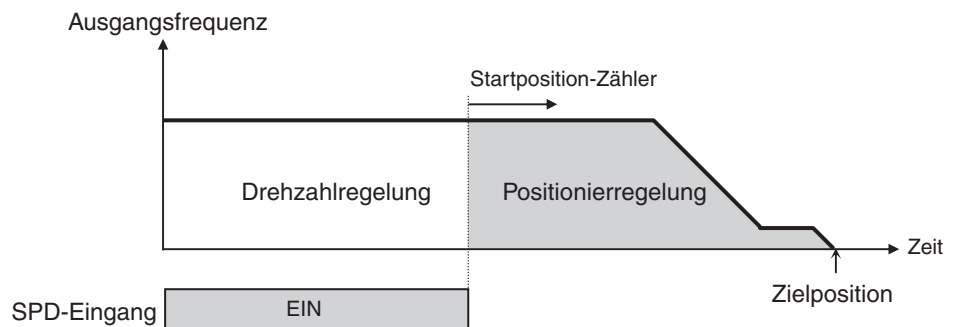 Ausgangsfrequenz
Startposition-Zähler
Drehzahlregelung
Positionierregelung
Zeit
Zielposition
SPD-Eingang
EIN